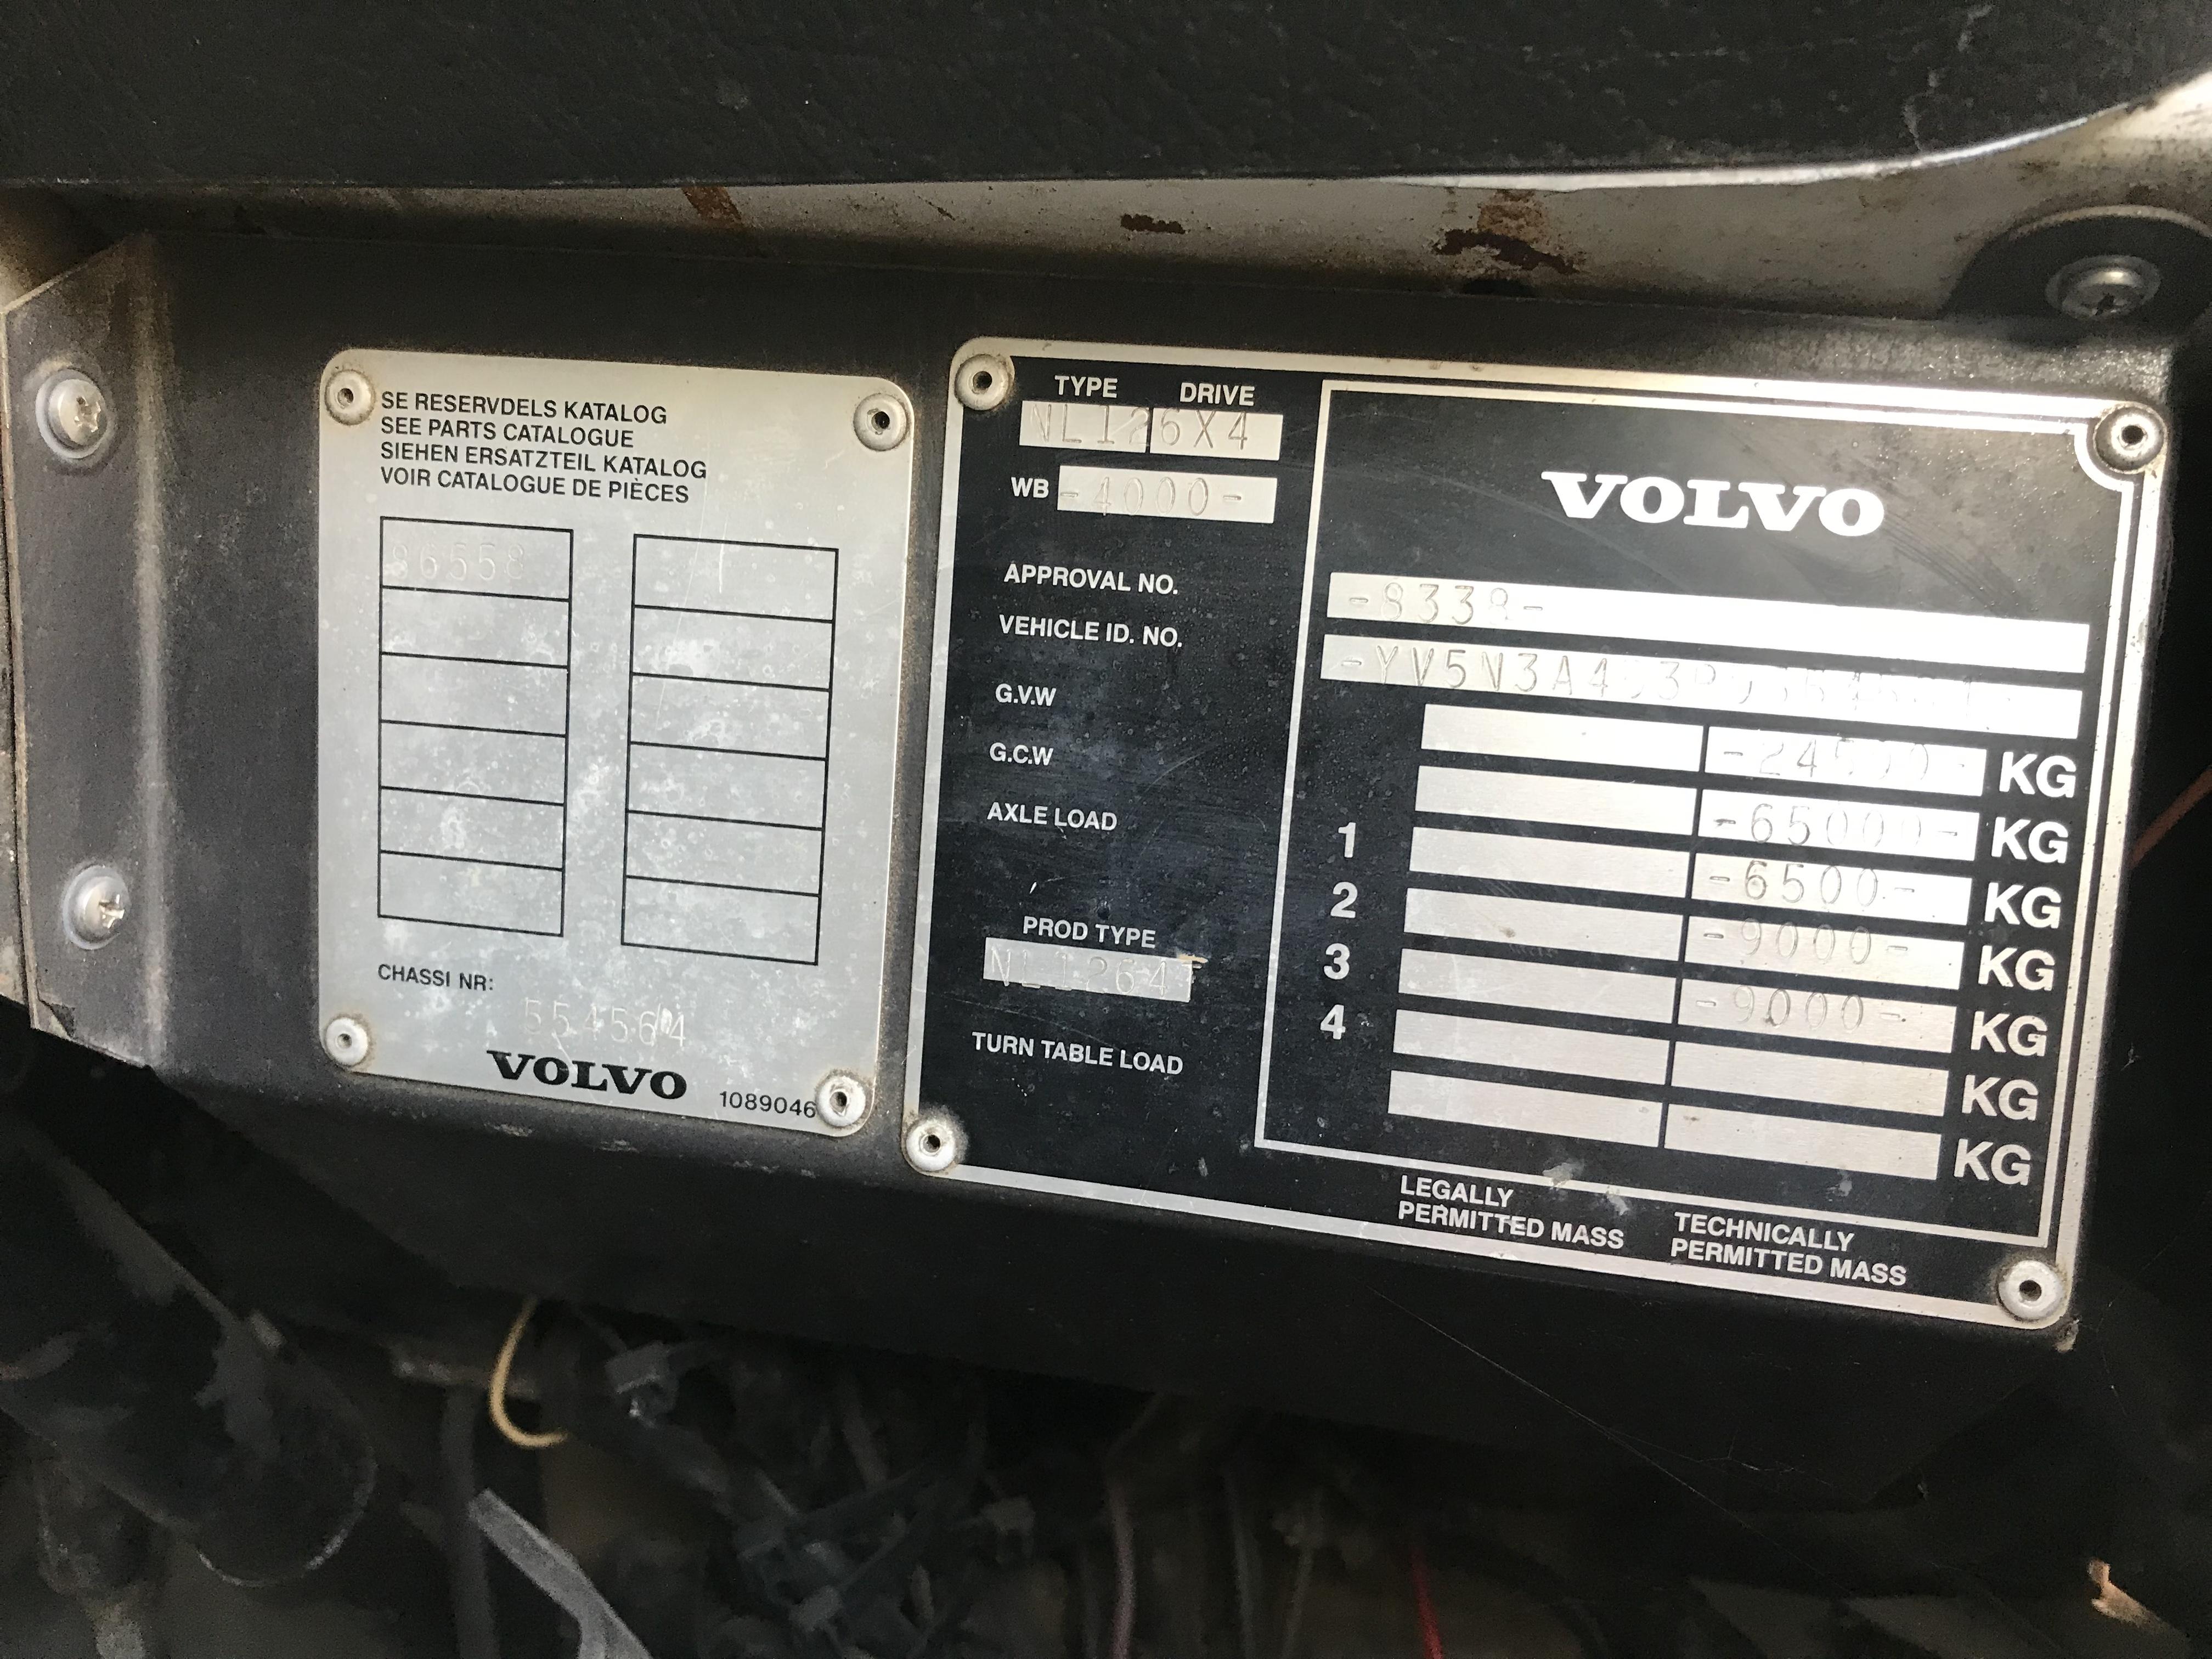 SE RESERVDELS KATALOG
SEE PARTS CATALOGUE
SIEHEN ERSATZTEIL KATALOG
VOIR CATALOGUE DE PIÈCES
86558
CHASSI NR:
554564
VOLVO
1089046
TYPE DRIVE
NL12 6X4
WB -4000-
VOLVO
APPROVAL NO. -8338-
VEHICLE ID. NO.
G.V.W KG
G.C.W -65000- KG
AXLE LOAD 1 -6500- KG
2 -9000- KG
3 -9000- KG
4 KG
PROD TYPE
NL1264T
TURN TABLE LOAD KG
LEGALLY
PERMITTED MASS
TECHNICALLY
PERMITTED MASS